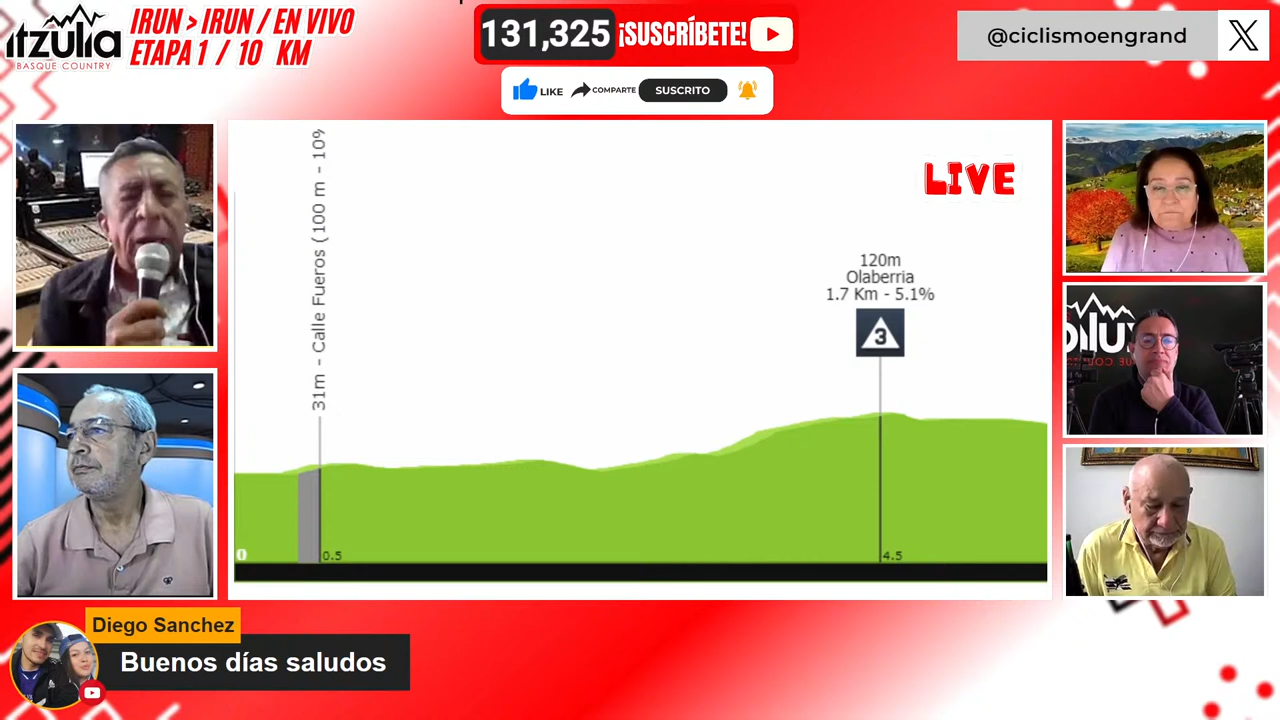 itzulia
BASQUE COUNTRY
IRUN > IRUN / EN VIVO
ETAPA 1 / 10 KM
131,325
¡SUSCRÍBETE!
LIKE
COMPARTE
SUSCRITO
@ciclismoengrand
31m - Calle Fueros (100 m - 10%
LIVE
120m
Olaberria
1.7 Km - 5.1%
3
0
0.5
4.5
Diego Sanchez
Buenos días saludos